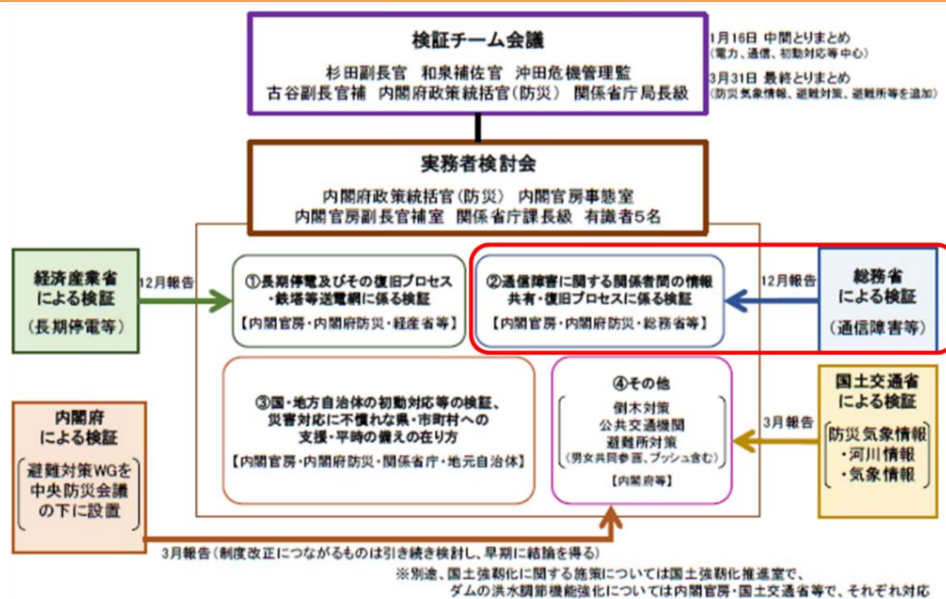 検証チーム会議
杉田副長官　和泉補佐官　沖田危機管理監
古谷副長官補　内閣府政策統括官(防災)　関係省庁局長級
1月16日 中間とりまとめ
(電力、通信、初動対応等中心)
3月31日 最終とりまとめ
(防災気象情報、避難対策、避難所等を追加)
実務者検討会
内閣府政策統括官(防災)　内閣官房事態室
内閣官房副長官補室　関係省庁課長級　有識者5名
経済産業省
による検証
(長期停電等)
12月報告
①長期停電及びその復旧プロセス
・鉄塔等送電網に係る検証
【内閣官房・内閣府防災・経産省等】
②通信障害に関する関係者間の情報
共有・復旧プロセスに係る検証
【内閣官房・内閣府防災・総務省等】
12月報告
総務省
による検証
(通信障害等)
③国・地方自治体の初動対応等の検証、
災害対応に不慣れな県・市町村への
支援・平時の備えの在り方
【内閣官房・内閣府防災・関係省庁・地元自治体】
④その他
倒木対策
公共交通機関
避難所対策
(男女共同参画、プッシュ含む)
【内閣府等】
3月報告
国土交通省
による検証
防災気象情報
・河川情報
・気象情報
内閣府
による検証
避難対策WGを
中央防災会議
の下に設置
3月報告(制度改正につながるものは引き続き検討し、早期に結論を得る)
※別途、国土強靱化に関する施策については国土強靱化推進室で、
ダムの洪水調節機能強化については内閣官房・国土交通省等で、それぞれ対応